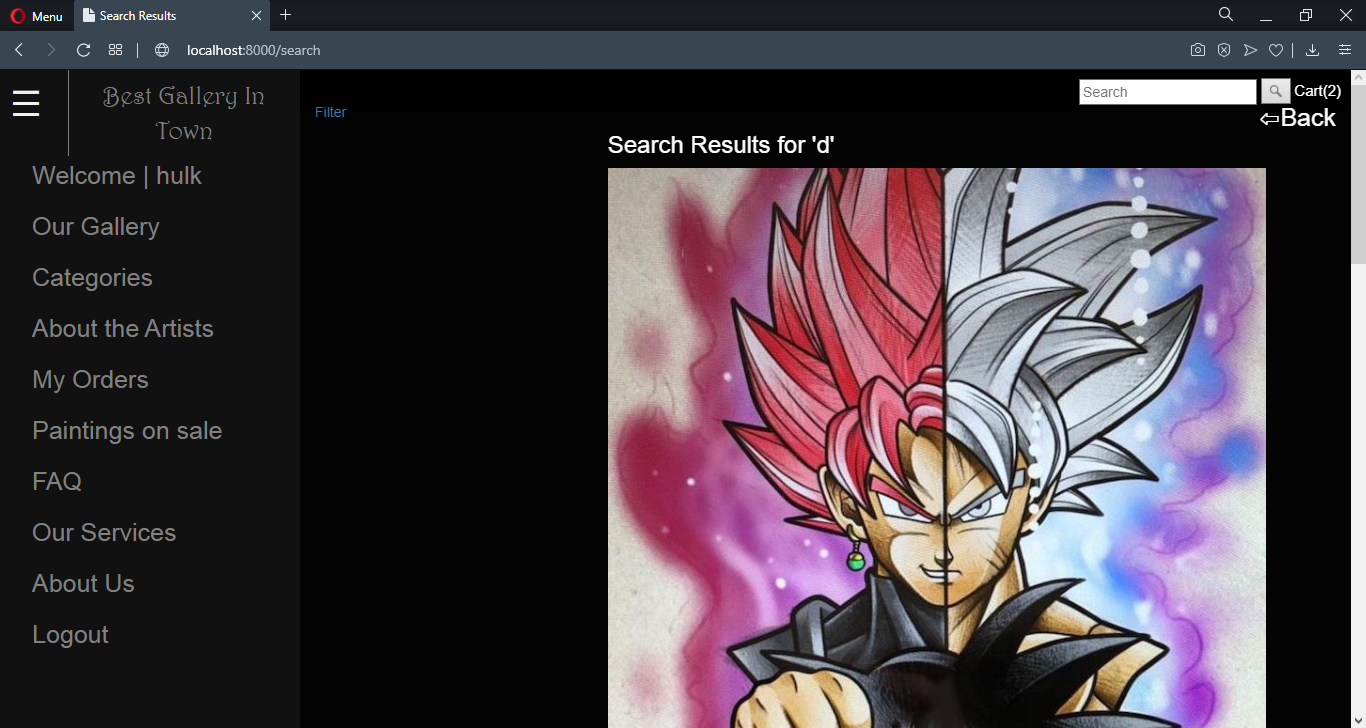 Menu
Search Results
localhost:8000/search
Best Gallery In
Town
Search
Cart(2)
Filter
⇦Back
Search Results for 'd'
Welcome | hulk
Our Gallery
Categories
About the Artists
My Orders
Paintings on sale
FAQ
Our Services
About Us
Logout